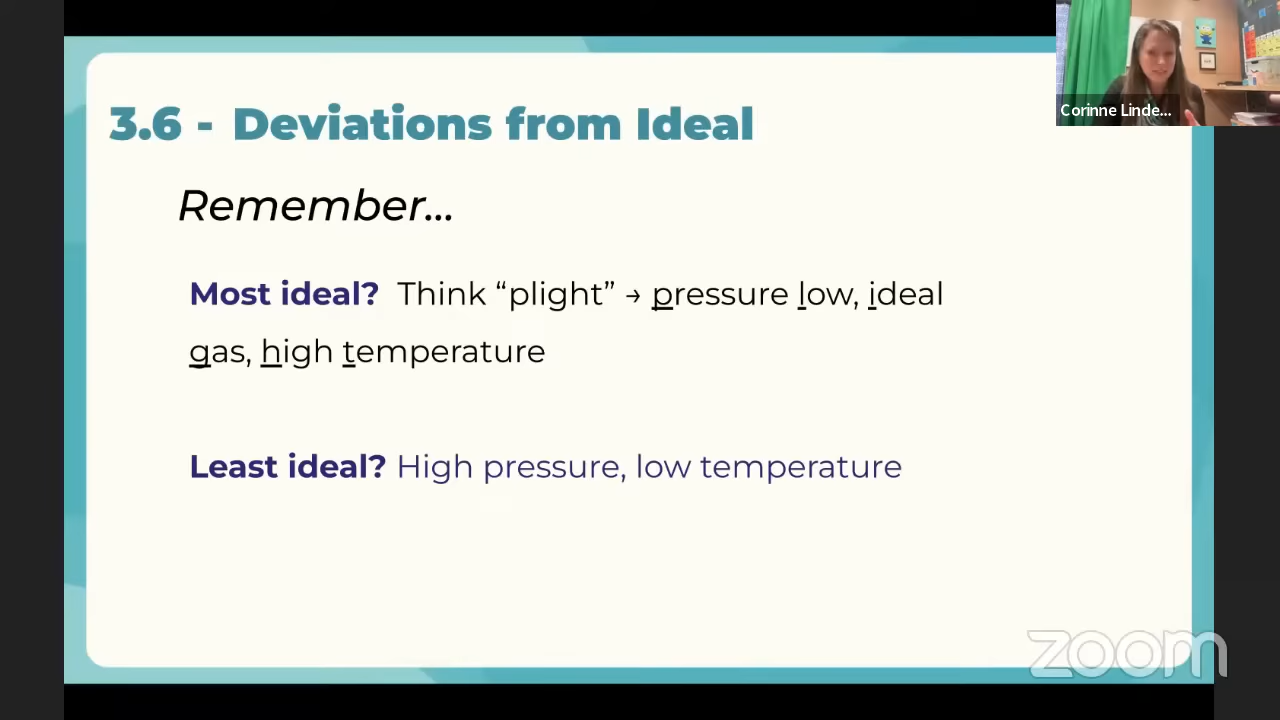 Corinne Linde...
3.6 - Deviations from Ideal
Remember...
Most ideal? Think “plight” → pressure low, ideal
gas, high temperature
Least ideal? High pressure, low temperature
zoom